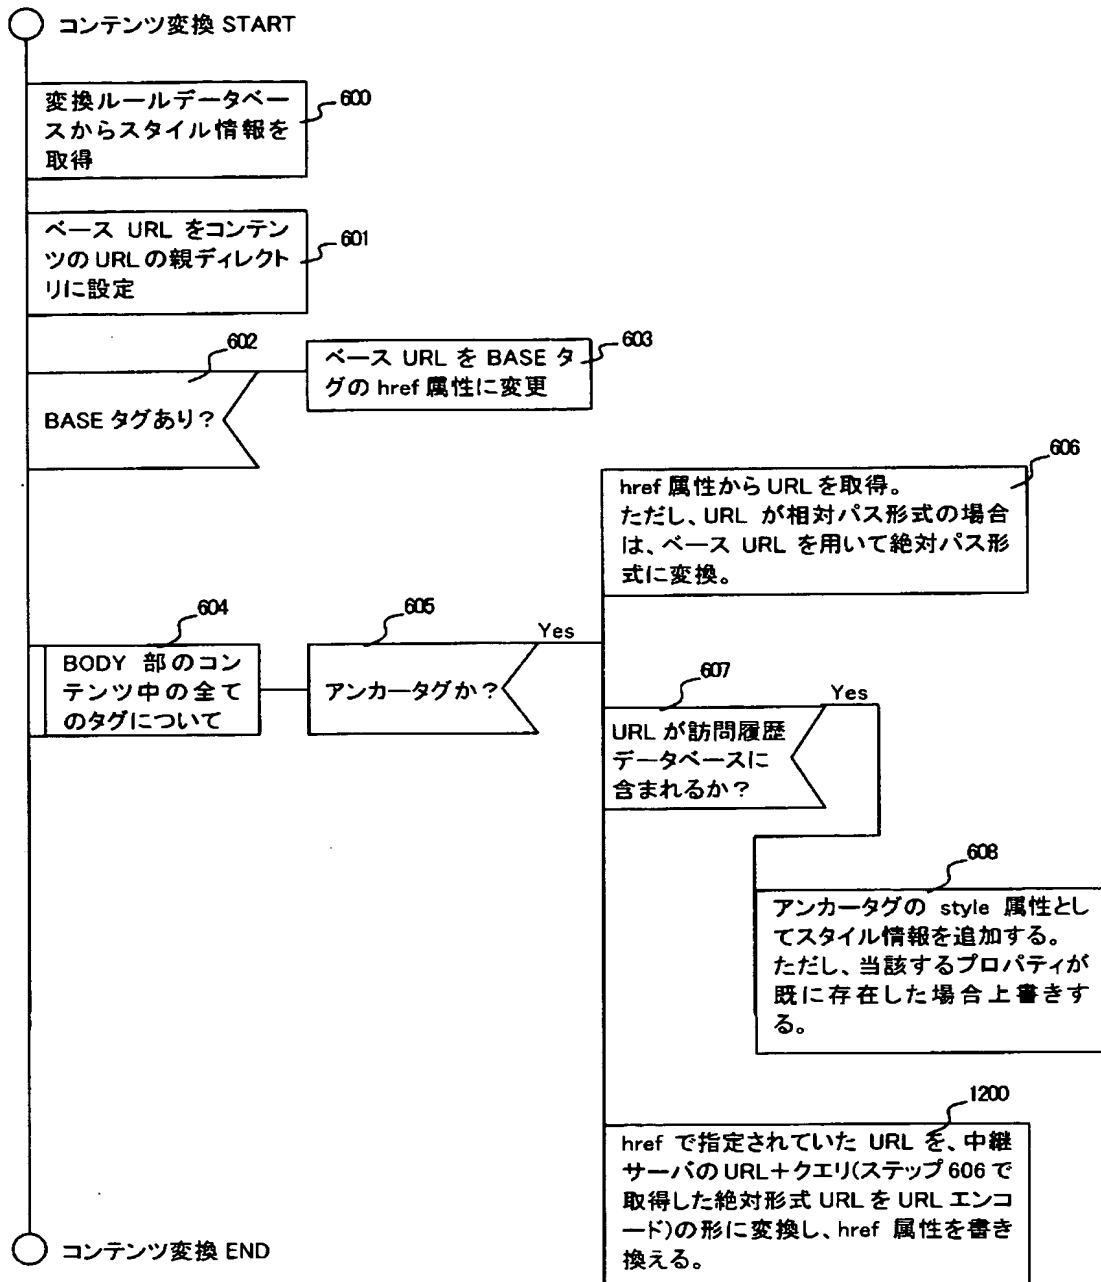 コンテンツ変換 START
変換ルールデータベー
スからスタイル情報を
取得
600
ベース URL をコンテン
ツの URL の親ディレクト
リに設定
601
602
BASE タグあり？
ベース URL を BASE タ
グの href 属性に変更
603
604
BODY 部のコン
テンツ中の全て
のタグについて
605
アンカータグか？
Yes
606
href 属性から URL を取得。
ただし、URL が相対パス形式の場合
は、ベース URL を用いて絶対パス形
式に変換。
607
URL が訪問履歴
データベースに
含まれるか？
Yes
608
アンカータグの style 属性とし
てスタイル情報を追加する。
ただし、当該するプロパティが
既に存在した場合上書きす
る。
1200
href で指定されていた URL を、中継
サーバの URL＋クエリ(ステップ 606 で
取得した絶対形式 URL を URL エンコ
ード)の形に変換し、href 属性を書き
換える。
コンテンツ変換 END